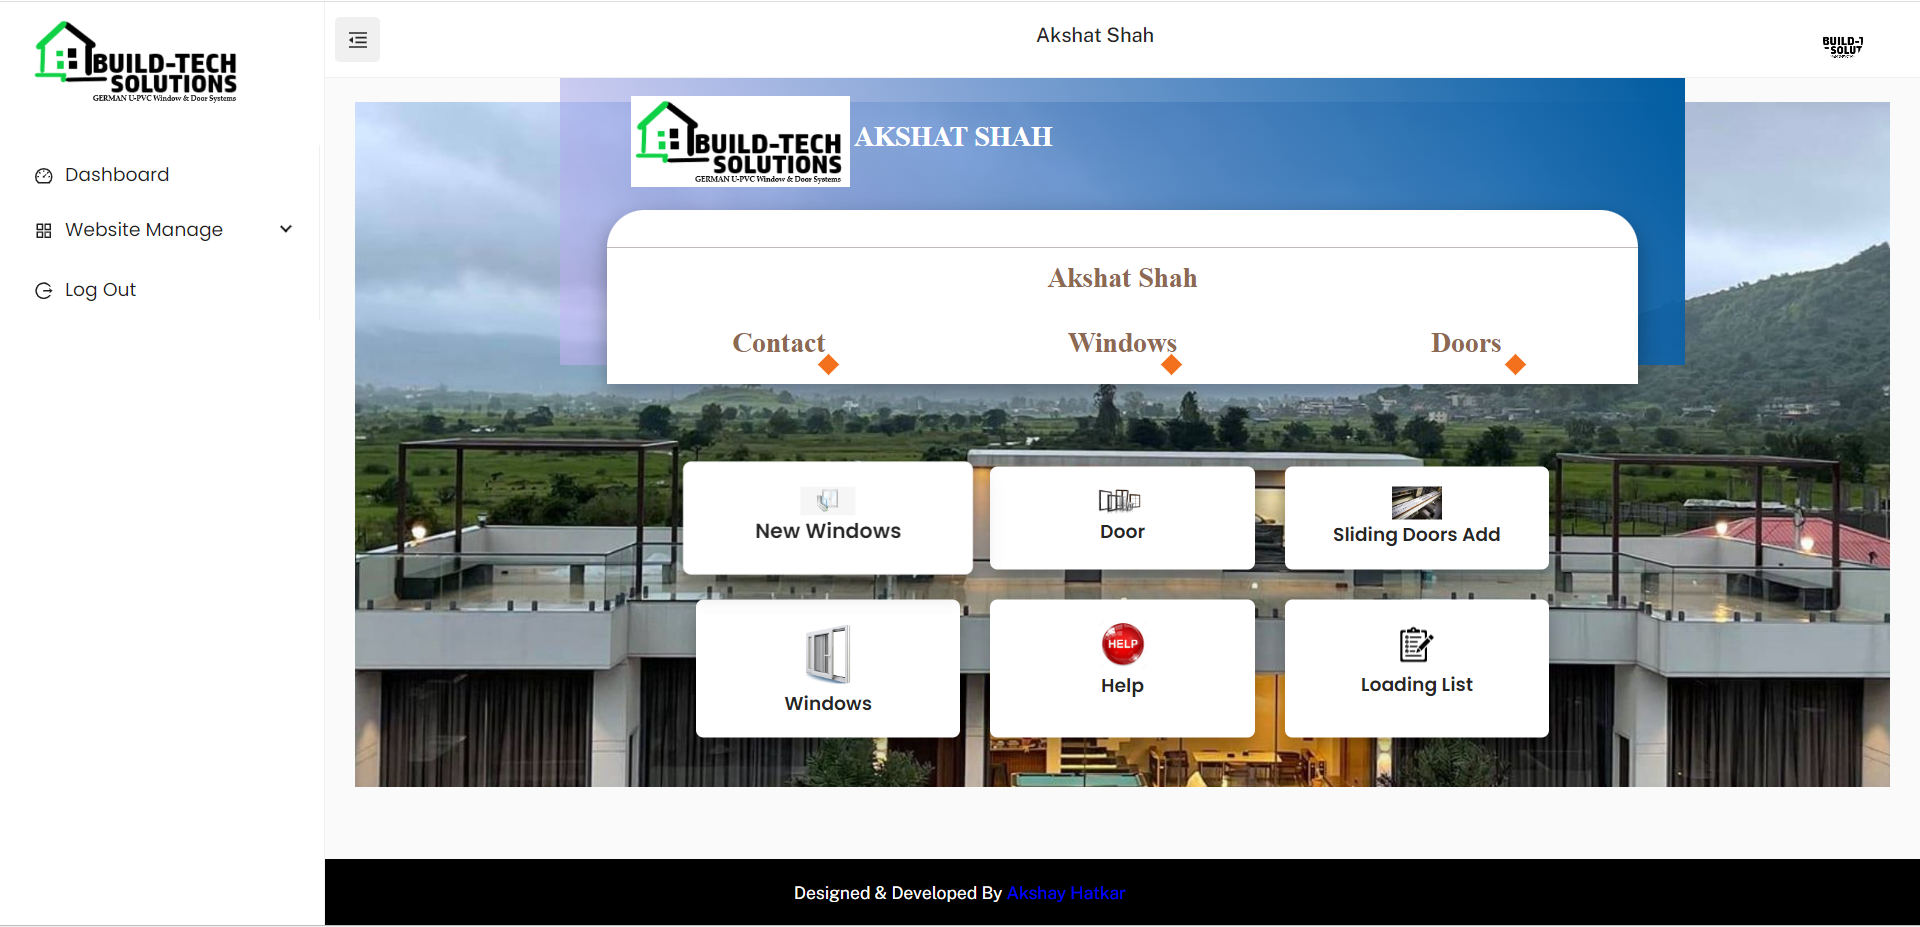 BUILD-TECH
SOLUTIONS
GERMAN U-PVC Window & Door Systems
Dashboard
Website Manage
Log Out
Akshat Shah
BUILD-T
SOLUT
BUILD-TECH
SOLUTIONS
GERMAN U-PVC Window & Door Systems
AKSHAT SHAH
Akshat Shah
Contact
Windows
Doors
New Windows
Door
Sliding Doors Add
Windows
HELP
Help
Loading List
Designed & Developed By Akshay Hatkar